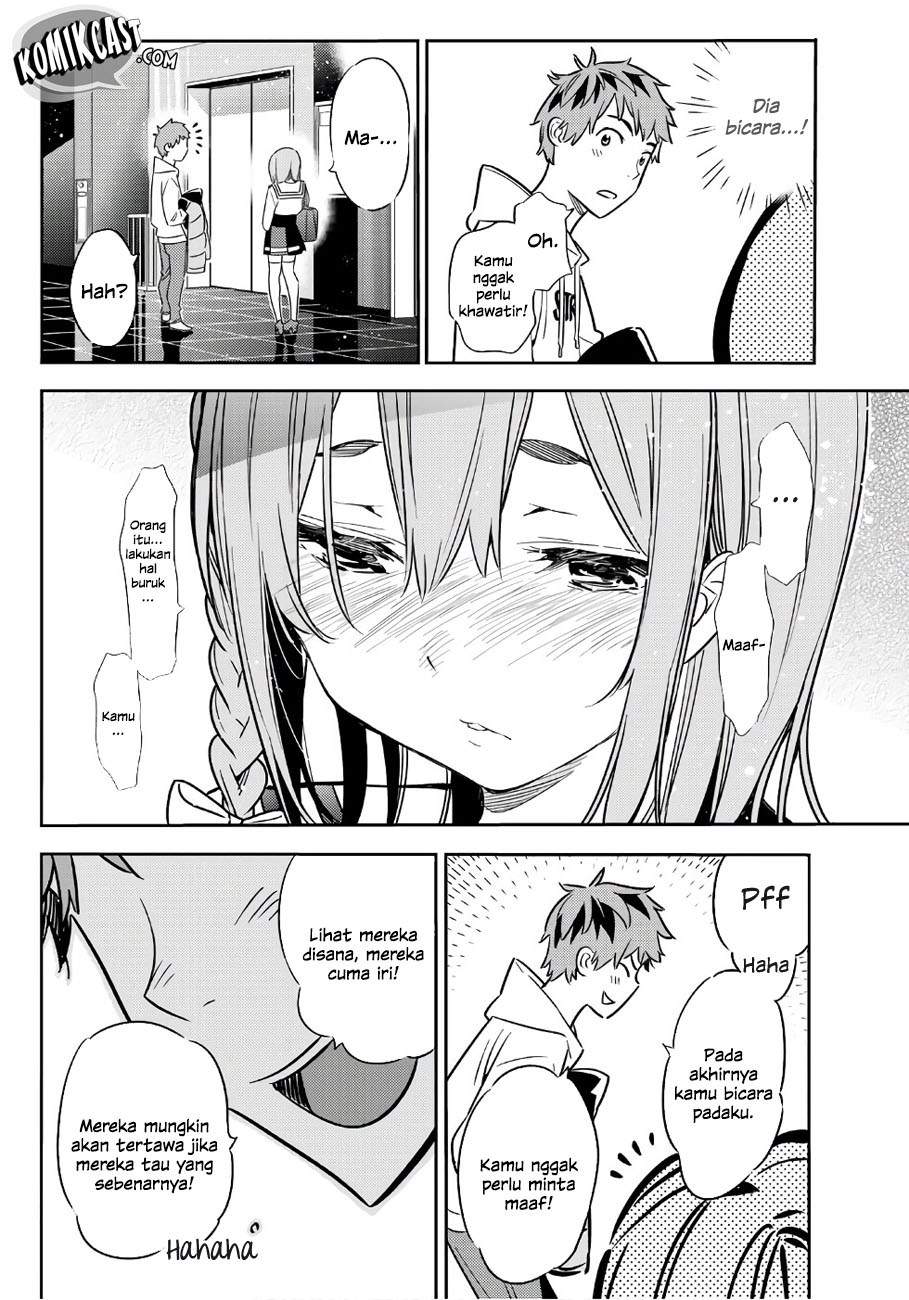 KOMIKCAST
.COM
Dia
bicara...!
Oh.
Kamu
nggak
perlu
khawatir!
Ma-...
Hah?
...
Maaf-
Orang
itu...
lakukan
hal
buruk
...
Kamu
...
Pff
Haha
Pada
akhirnya
kamu bicara
padaku.
Kamu nggak
perlu minta
maaf!
Lihat mereka
disana, mereka
cuma iri!
Mereka mungkin
akan tertawa jika
mereka tau yang
sebenarnya!
Hahaha